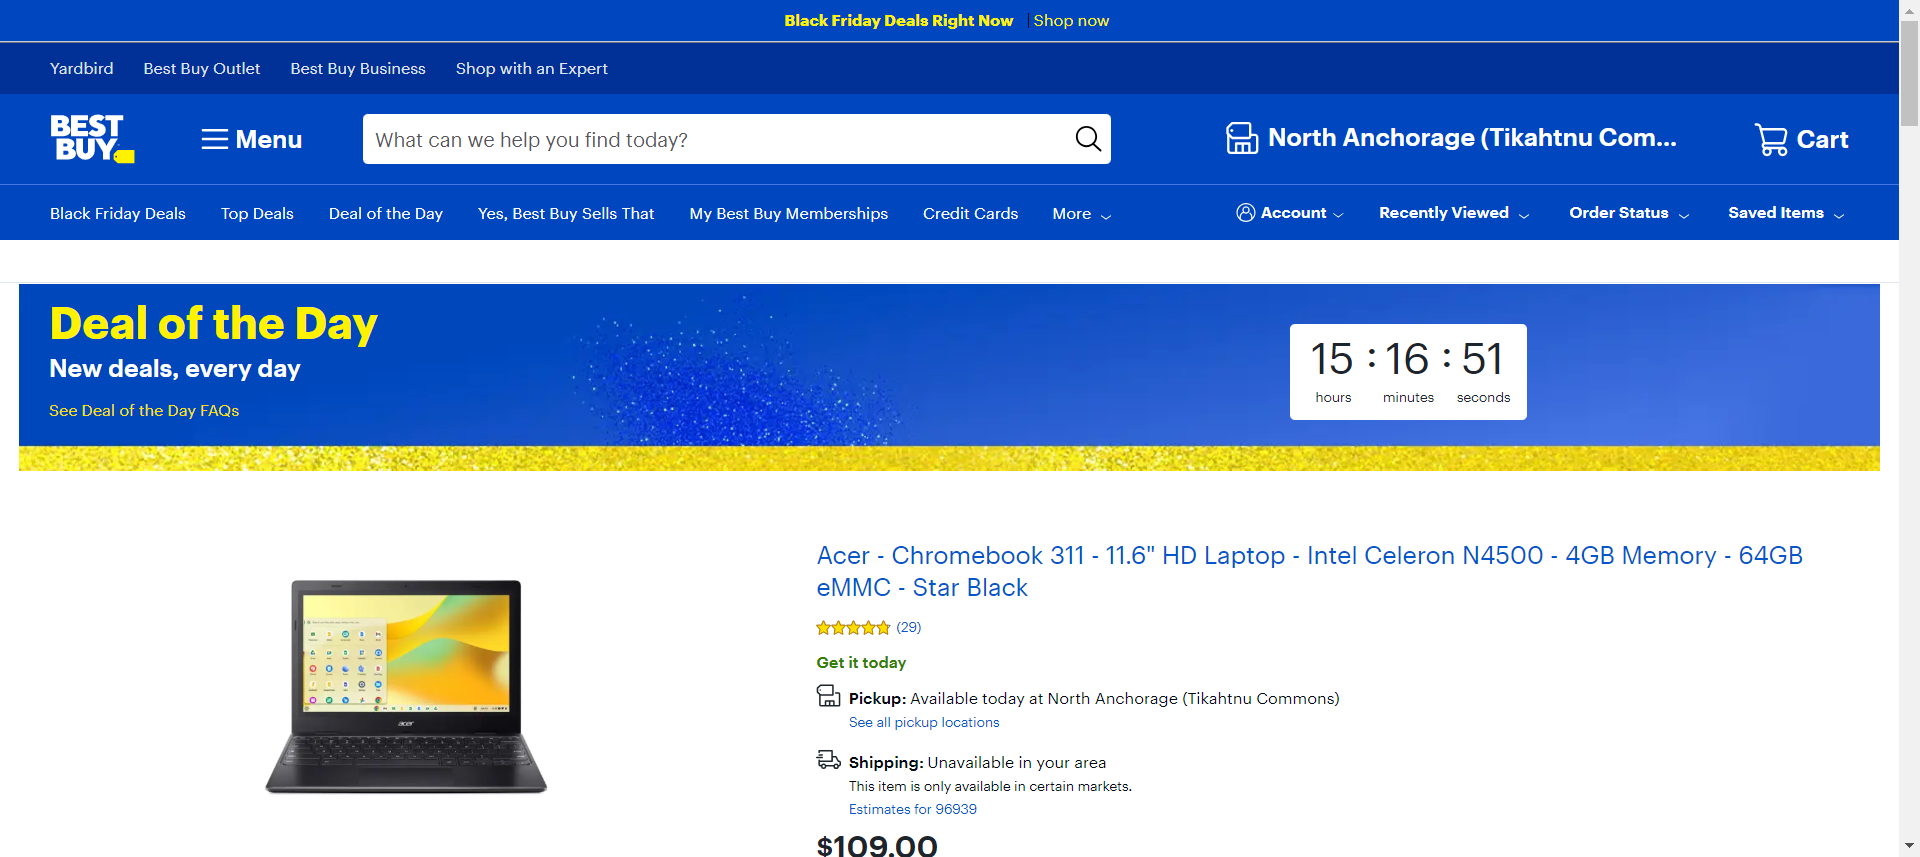 Black Friday Deals Right Now | Shop now
Yardbird Best Buy Outlet Best Buy Business Shop with an Expert
BEST BUY Menu What can we help you find today? North Anchorage (Tikahtnu Com... Cart
Black Friday Deals Top Deals Deal of the Day Yes, Best Buy Sells That My Best Buy Memberships Credit Cards More Account Recently Viewed Order Status Saved Items
Deal of the Day
New deals, every day
See Deal of the Day FAQs
15 : 16 : 51
hours minutes seconds
Acer - Chromebook 311 - 11.6" HD Laptop - Intel Celeron N4500 - 4GB Memory - 64GB
eMMC - Star Black
(29)
Get it today
Pickup: Available today at North Anchorage (Tikahtnu Commons)
See all pickup locations
Shipping: Unavailable in your area
This item is only available in certain markets.
Estimates for 96939
$109.00
acer